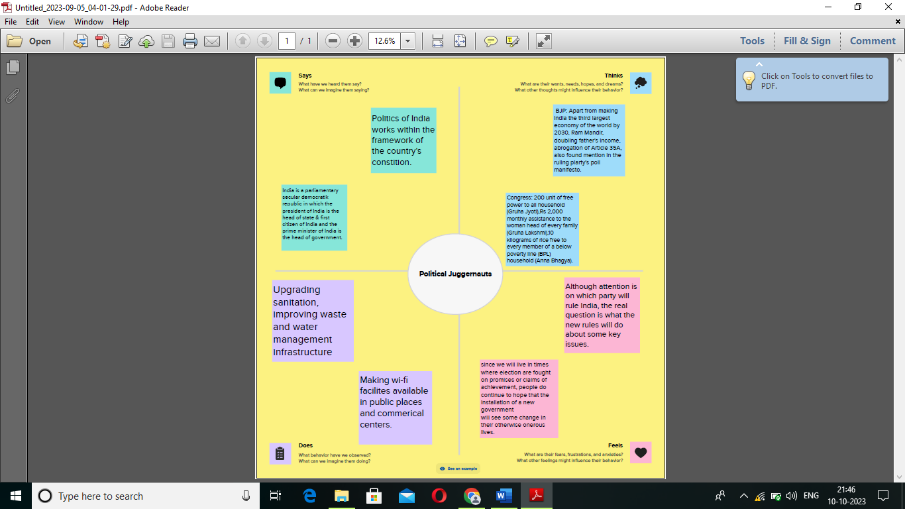 Untitled_2023-09-05_04-01-29.pdf - Adobe Reader
File Edit View Window Help
Open
1 / 1
12.6%
Tools Fill & Sign Comment
Click on Tools to convert files to
PDF.
Says
What have we heard them say?
What can we imagine them saying?
Thinks
What are their wants, needs, hopes, and dreams?
What other thoughts might influence their behavior?
Politics of India
works within the
framework of
the country's
constition.
India is a parliamentary
secular democratik
republic in which the
president of India is the
head of state & first
citizen of India and the
prime minister of India is
the head of government.
BJP: Apart from making
India the third largest
economy of the world by
2030, Ram Mandir,
doubling father's income,
abrogation of Article 35A,
also found mention in the
ruling pierty's poll
manifesto.
Congress: 200 unit of free
power to all household
(Gruha Jyoti),Rs 2,000
monthly assistance to the
woman head of every family
(Gruha Lakshmi),10
kilograms of rice free to
every member of a below
poverty line (BPL)
household (Anna Bhagya).
Political Juggernauts
Upgrading
sanitation,
improving waste
and water
management
infrastructure
Making wi-fi
facilites available
in public places
and commerical
centers.
Although attention is
on which party will
rule India, the real
question is what the
new rules will do
about some key
issues.
since we will live in times
where election are fought
on promises or claims of
achievement, people do
continue to hope that the
installation of a new
government
will see some change in
their otherwise onerous
lives.
Does
What behavior have we observed?
What can we imagine them doing?
Feels
What are their fears, frustrations, and anxieties?
What other feelings might influence their behavior?
See an example
Type here to search
ENG
21:46
10-10-2023